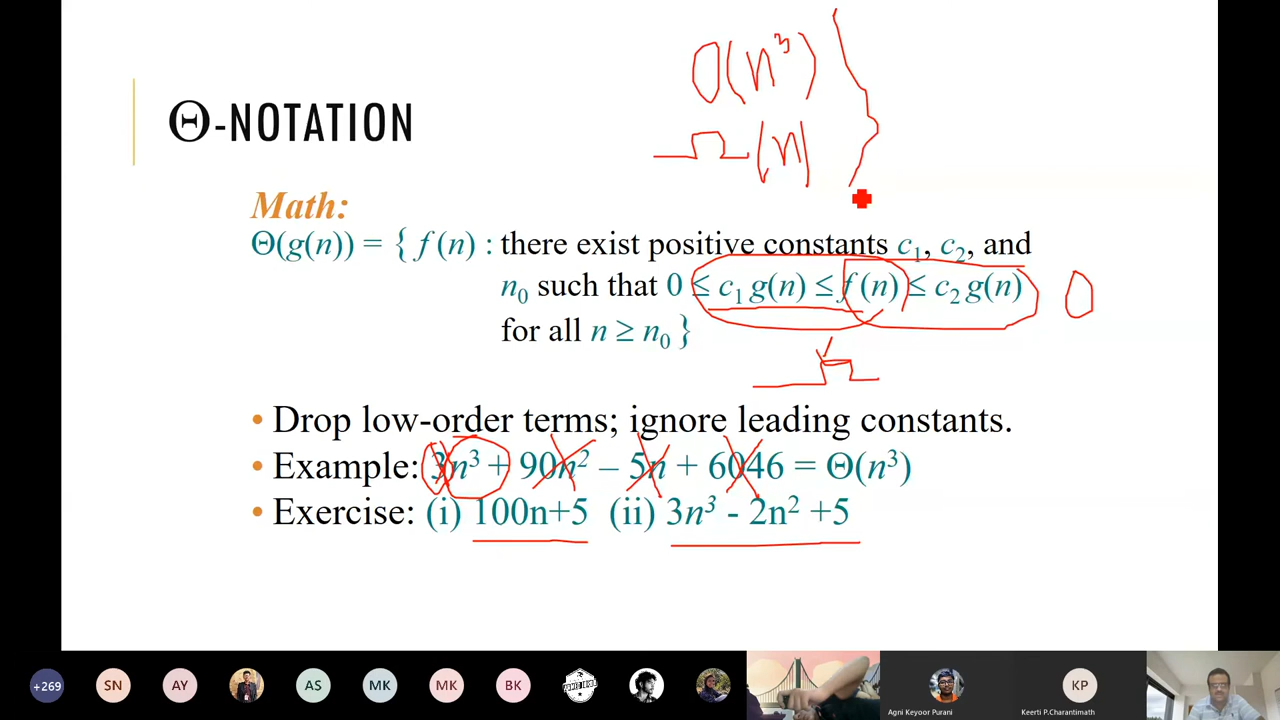 O(n³)
Ω(n)
Θ-NOTATION
Math:
Θ(g(n)) = { f(n) : there exist positive constants c₁, c₂, and
n₀ such that 0 ≤ c₁ g(n) ≤ f(n) ≤ c₂ g(n) O
for all n ≥ n₀ }
Ω
• Drop low-order terms; ignore leading constants.
• Example: 3n³ + 90n² – 5n + 6046 = Θ(n³)
• Exercise: (i) 100n+5 (ii) 3n³ - 2n² +5
+269 SN AY AS MK MK BK KP
Agni Keyoor Purani Keerti P.Charantimath